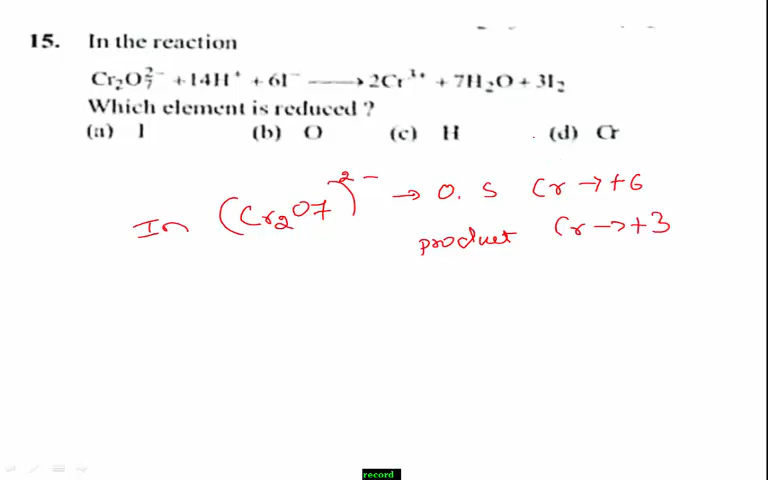 15. In the reaction
Cr₂O₇²⁻ + 14H⁺ + 6I⁻ ⟶ 2Cr³⁺ + 7H₂O + 3I₂
Which element is reduced ?
(a) I (b) O (c) H (d) Cr
In (Cr₂O7)²⁻ → O. S Cr → +6
product Cr → +3
record